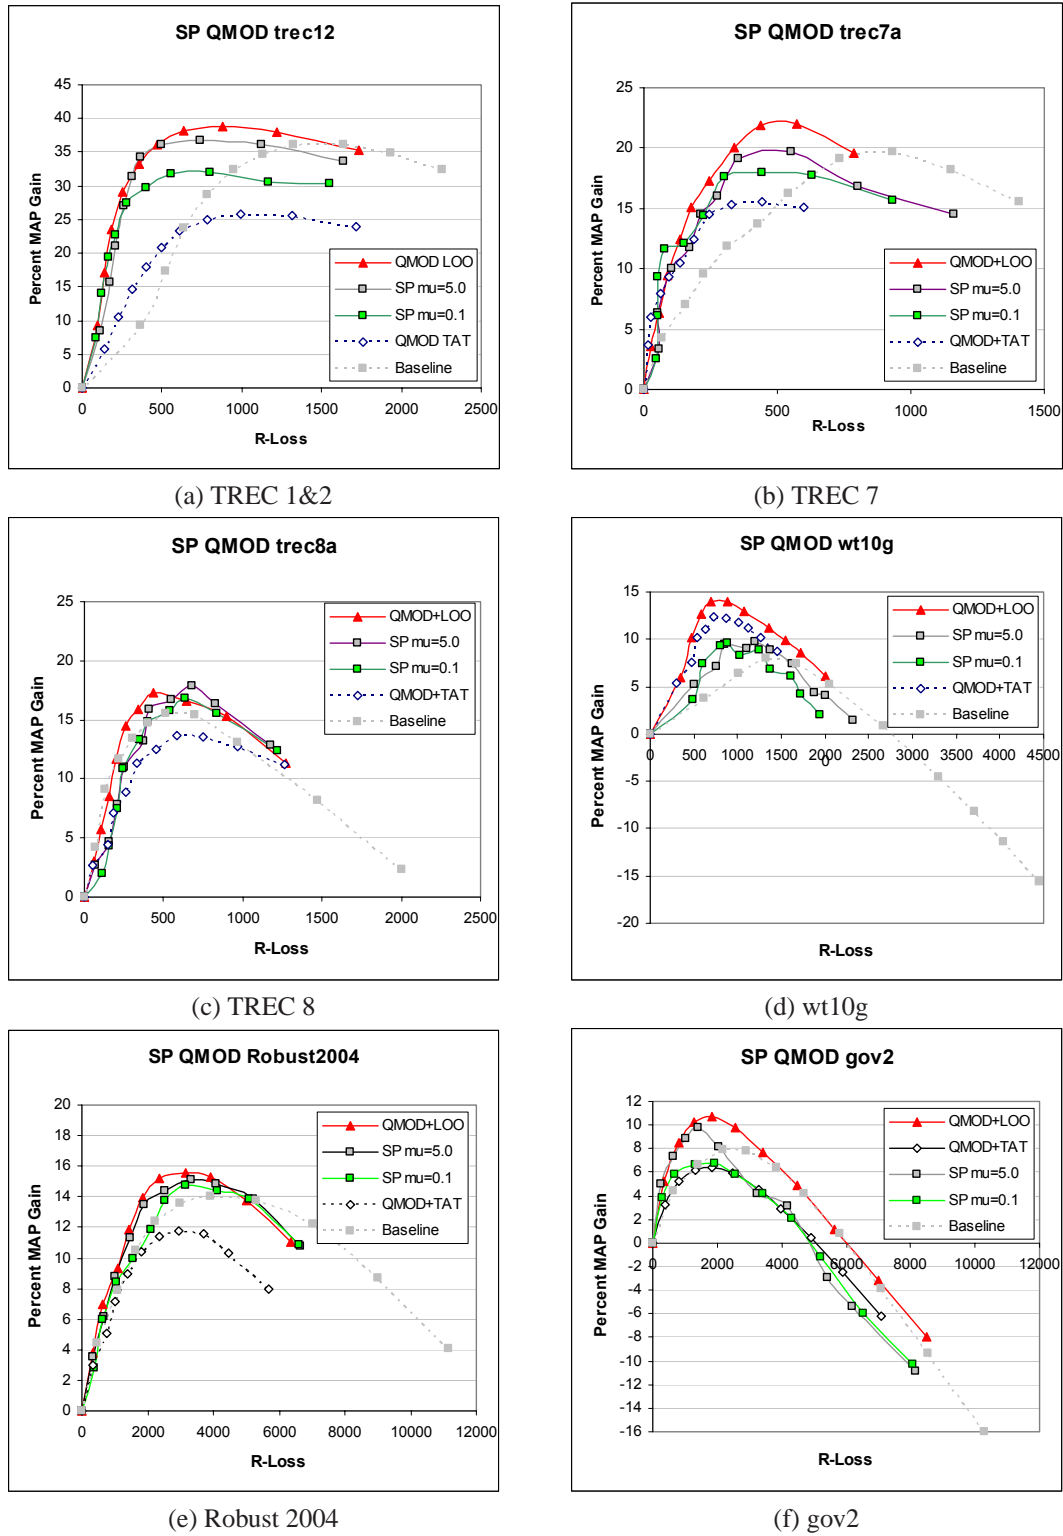 SP QMOD trec12
Percent MAP Gain
45
40
35
30
25
20
15
10
5
0
QMOD LOO
SP mu=5.0
SP mu=0.1
QMOD TAT
Baseline
0 500 1000 1500 2000 2500
R-Loss
(a) TREC 1&2
SP QMOD trec7a
Percent MAP Gain
25
20
15
10
5
0
QMOD+LOO
SP mu=5.0
SP mu=0.1
QMOD+TAT
Baseline
0 500 1000 1500
R-Loss
(b) TREC 7
SP QMOD trec8a
Percent MAP Gain
25
20
15
10
5
0
QMOD+LOO
SP mu=5.0
SP mu=0.1
QMOD+TAT
Baseline
0 500 1000 1500 2000 2500
R-Loss
(c) TREC 8
SP QMOD wt10g
Percent MAP Gain
15
10
5
0
-5
-10
-15
-20
QMOD+LOO
SP mu=5.0
SP mu=0.1
QMOD+TAT
Baseline
0 500 1000 1500 200 2500 3000 3500 4000 4500
0
R-Loss
(d) wt10g
SP QMOD Robust2004
Percent MAP Gain
20
18
16
14
12
10
8
6
4
2
0
QMOD+LOO
SP mu=5.0
SP mu=0.1
QMOD+TAT
Baseline
0 2000 4000 6000 8000 10000 12000
R-Loss
(e) Robust 2004
SP QMOD gov2
Percent MAP Gain
12
10
8
6
4
2
0
-2
-4
-6
-8
-10
-12
-14
-16
QMOD+LOO
QMOD+TAT
SP mu=5.0
SP mu=0.1
Baseline
0 2000 4000 6000 8000 10000 12000
R-Loss
(f) gov2